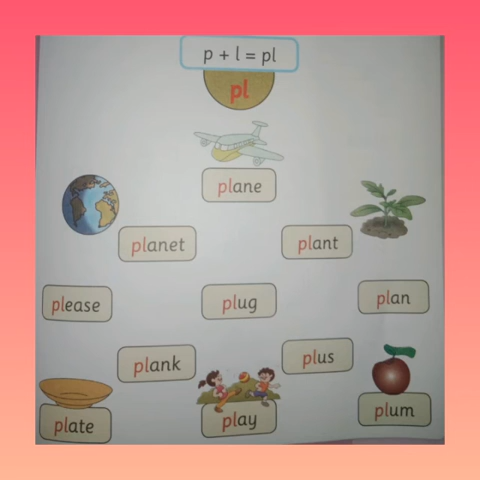 p + l = pl
pl
plane
planet
plant
please
plug
plan
plank
plus
plate
play
plum